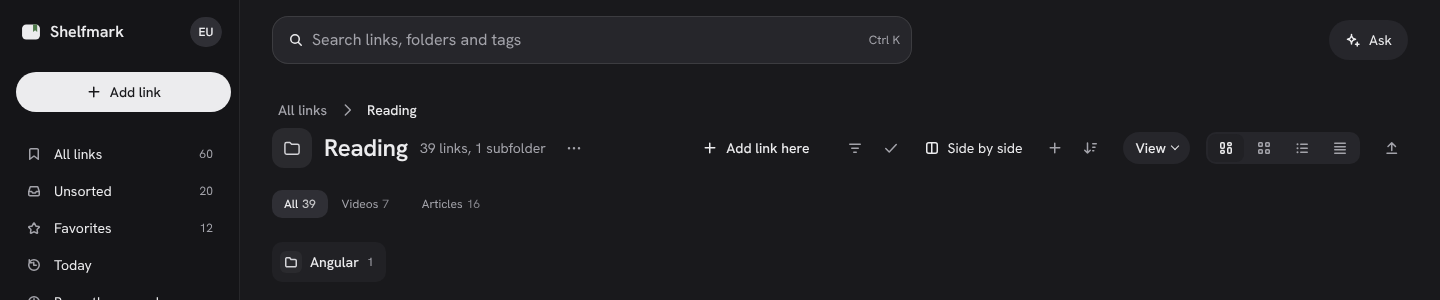 Shelfmark
EU
Search links, folders and tags
Ctrl K
Ask
Add link
All links
Reading
Reading
39 links, 1 subfolder
Add link here
Side by side
View
All links 60
Unsorted 20
Favorites 12
Today
All 39
Videos 7
Articles 16
Angular 1